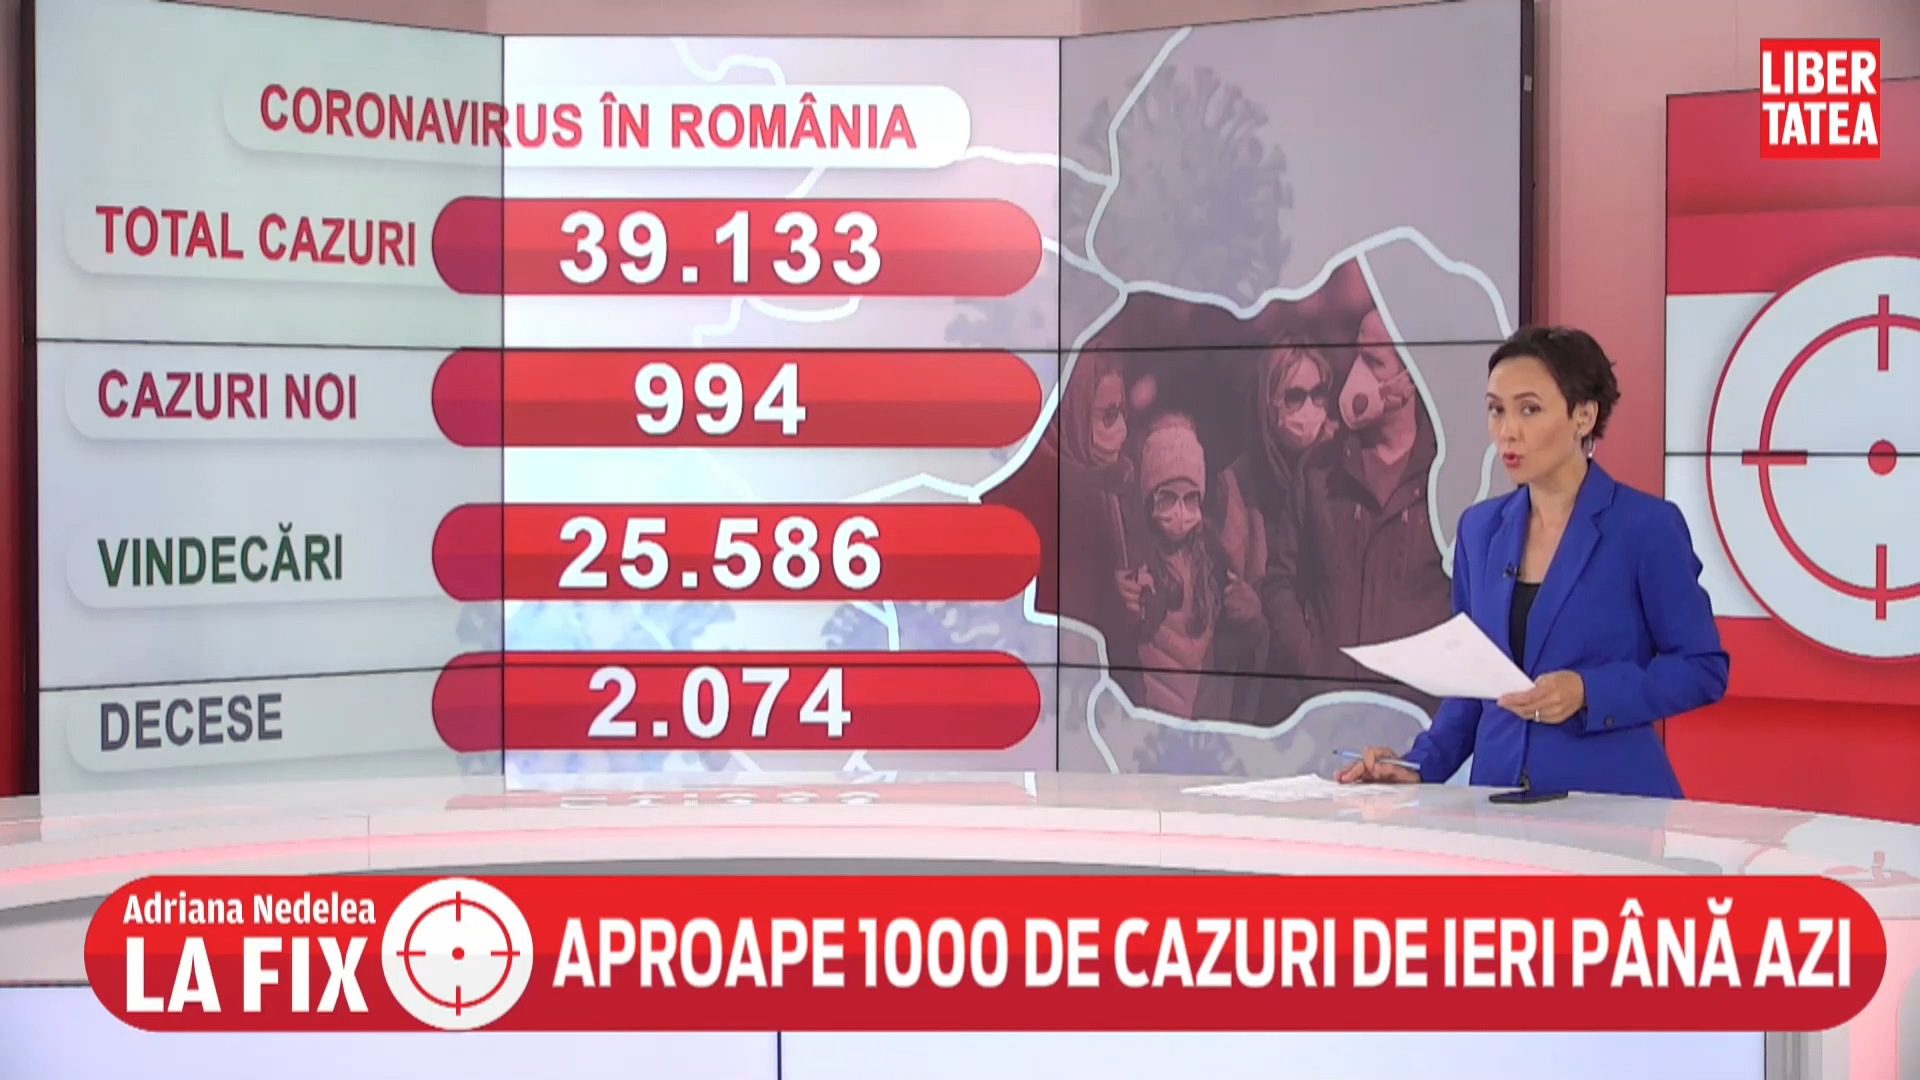 LIBER
TATEA
CORONAVIRUS ÎN ROMÂNIA
TOTAL CAZURI 39.133
CAZURI NOI 994
VINDECĂRI 25.586
DECESE 2.074
Adriana Nedelea
LA FIX
APROAPE 1000 DE CAZURI DE IERI PÂNĂ AZI